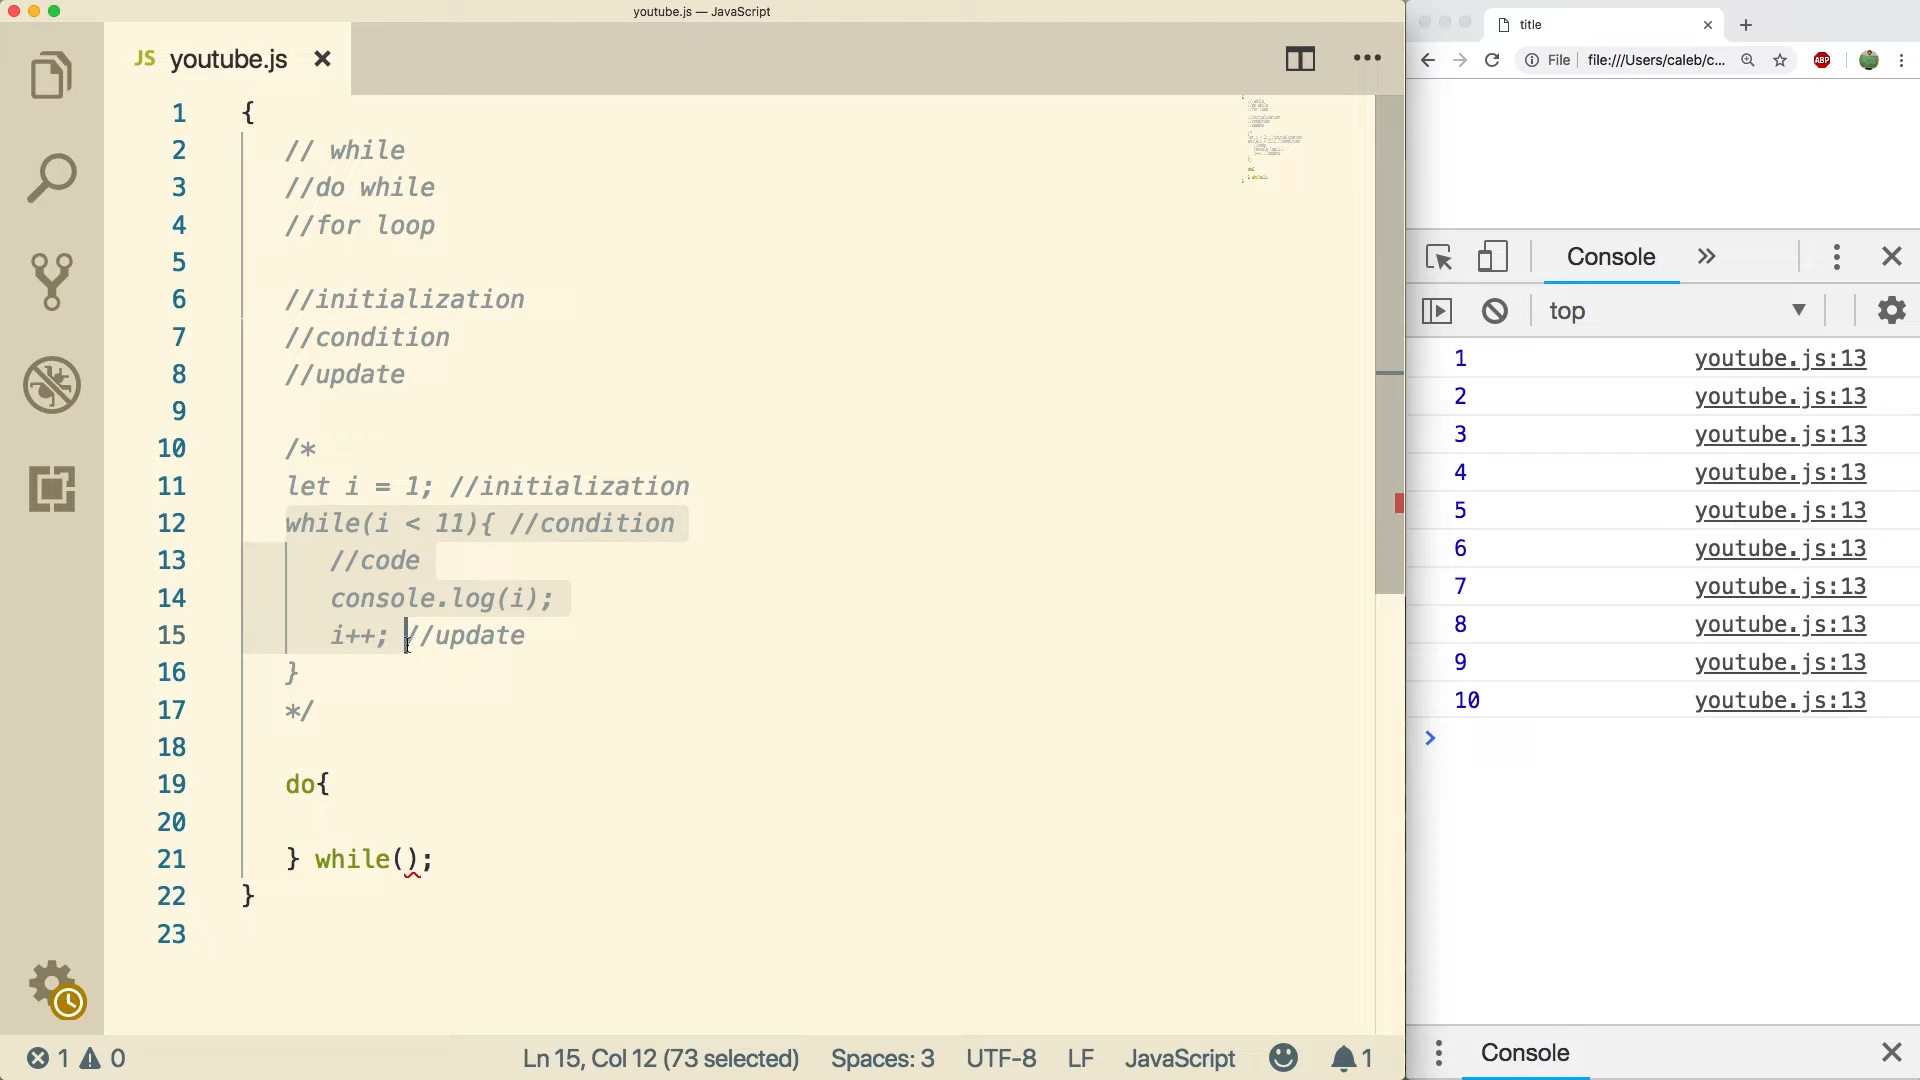 youtube.js — JavaScript
JS youtube.js
1 {
2 // while
3 //do while
4 //for loop
5
6 //initialization
7 //condition
8 //update
9
10 /*
11 let i = 1; //initialization
12 while(i < 11){ //condition
13 //code
14 console.log(i);
15 i++; //update
16 }
17 */
18
19 do{
20
21 } while();
22 }
23
1 0 Ln 15, Col 12 (73 selected) Spaces: 3 UTF-8 LF JavaScript 1
title
File file:///Users/caleb/c... ABP
Console
top
1 youtube.js:13
2 youtube.js:13
3 youtube.js:13
4 youtube.js:13
5 youtube.js:13
6 youtube.js:13
7 youtube.js:13
8 youtube.js:13
9 youtube.js:13
10 youtube.js:13
>
Console